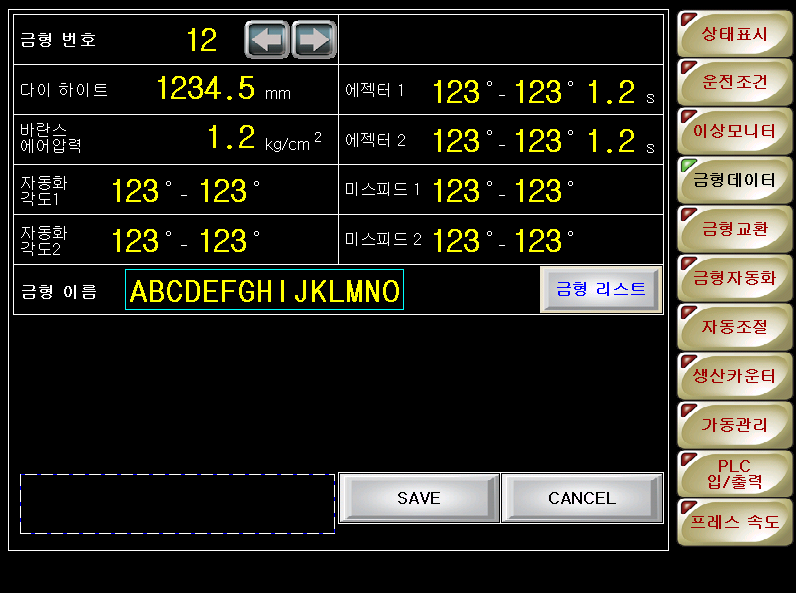 금형 번호 12
다이 하이트 1234.5 mm
에젝터 1 123°- 123° 1.2 s
바란스
에어압력 1.2 kg/cm²
에젝터 2 123°- 123° 1.2 s
자동화
각도1 123°- 123°
미스피드 1 123°- 123°
자동화
각도2 123°- 123°
미스피드 2 123°- 123°
금형 이름 ABCDEFGHIJKLMNO
금형 리스트
SAVE
CANCEL
상태표시
운전조건
이상모니터
금형데이터
금형교환
금형자동화
자동조절
생산카운터
가동관리
PLC
입/출력
프레스 속도